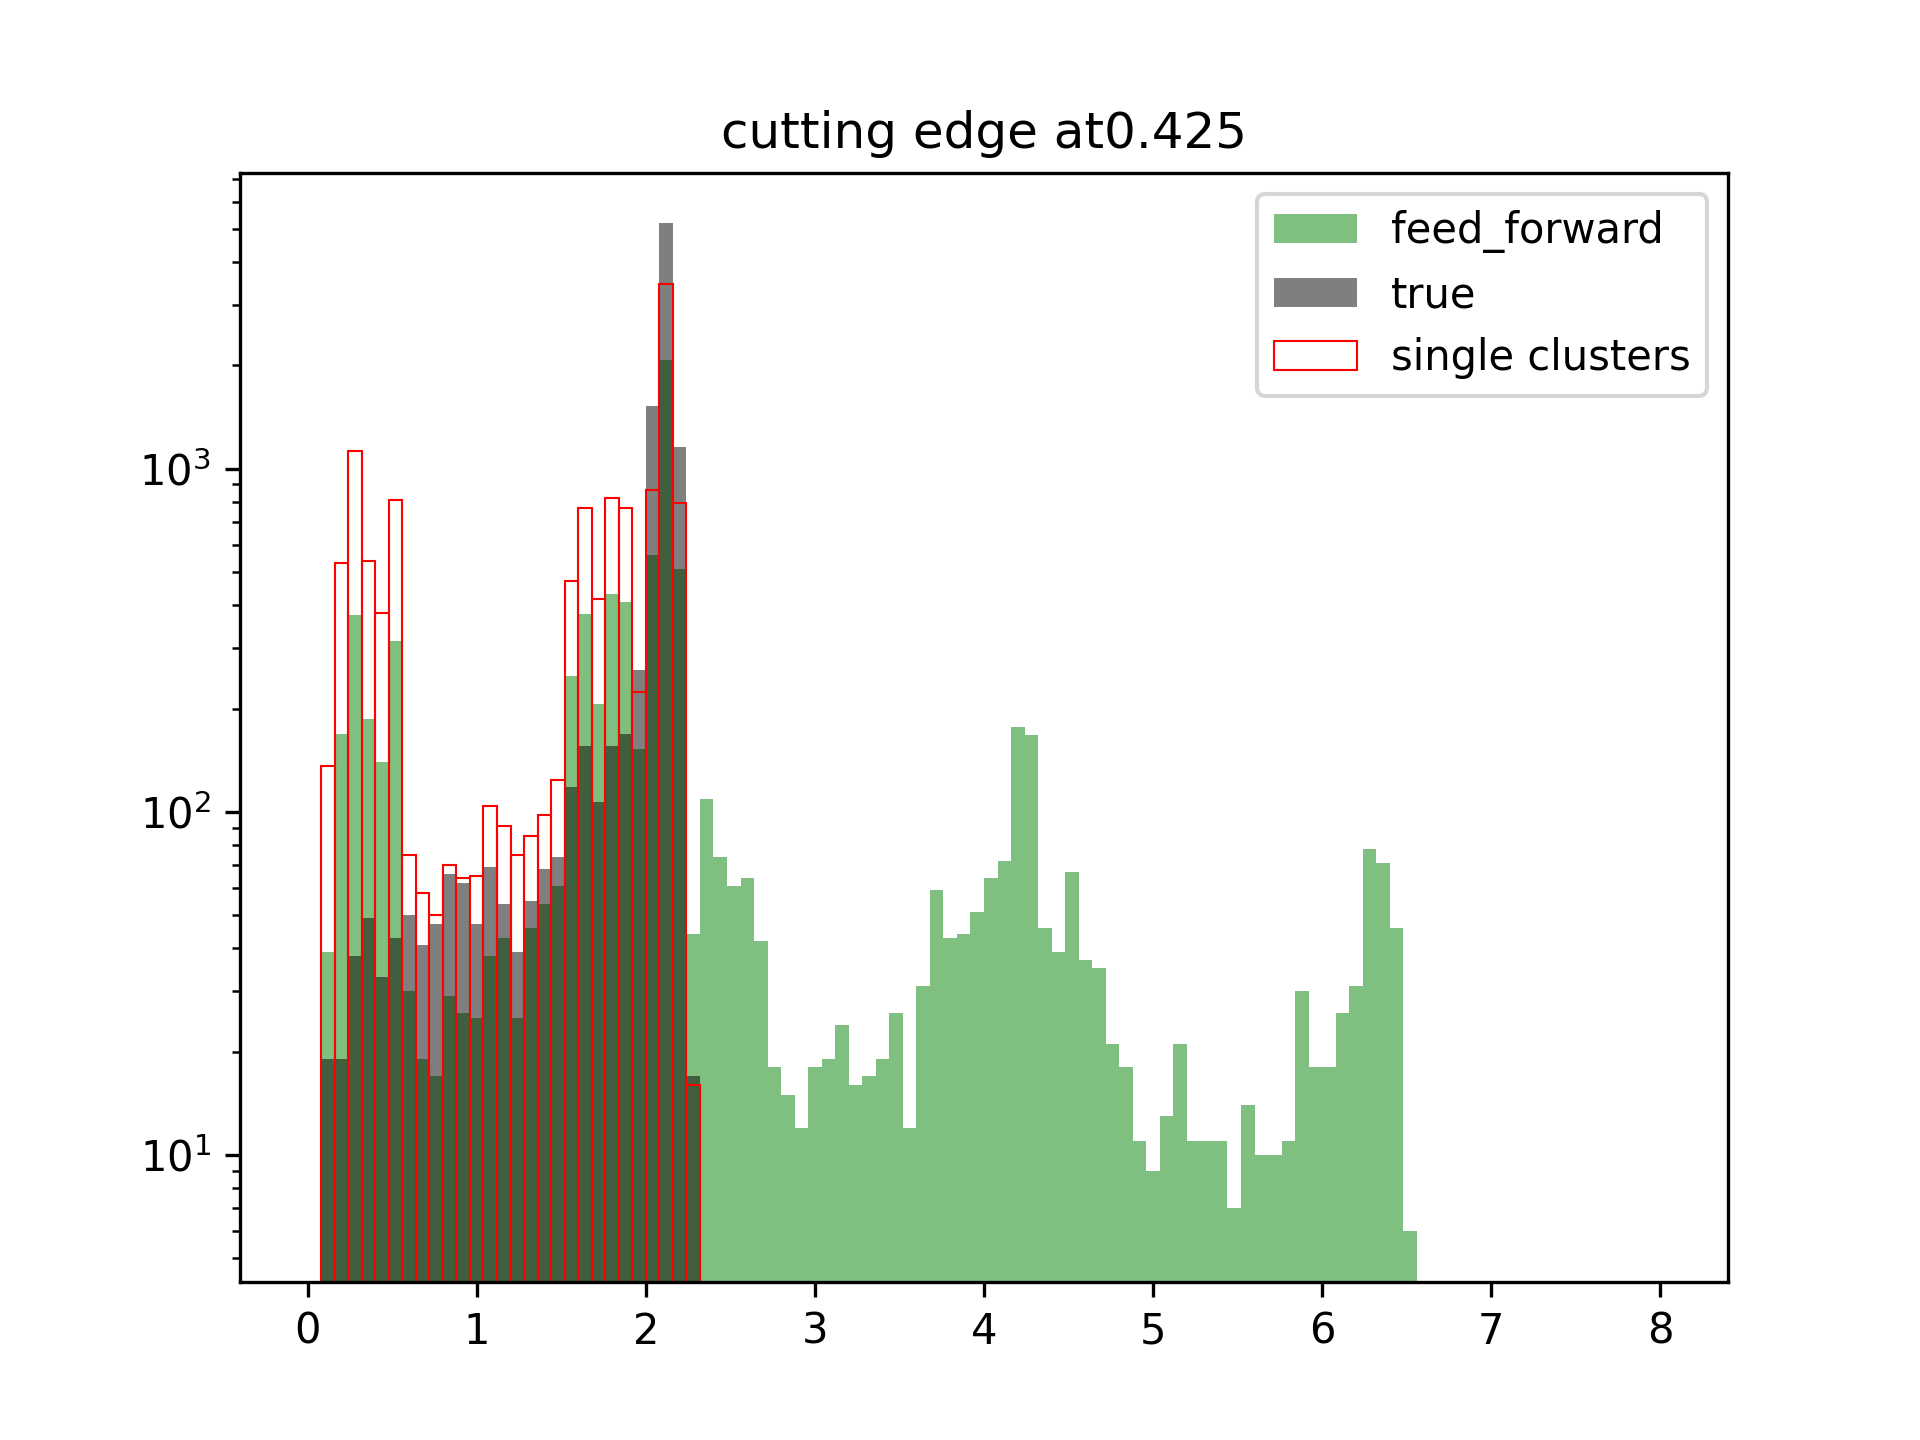 cutting edge at0.425
feed_forward
true
single clusters
10³
10²
10¹
0 1 2 3 4 5 6 7 8